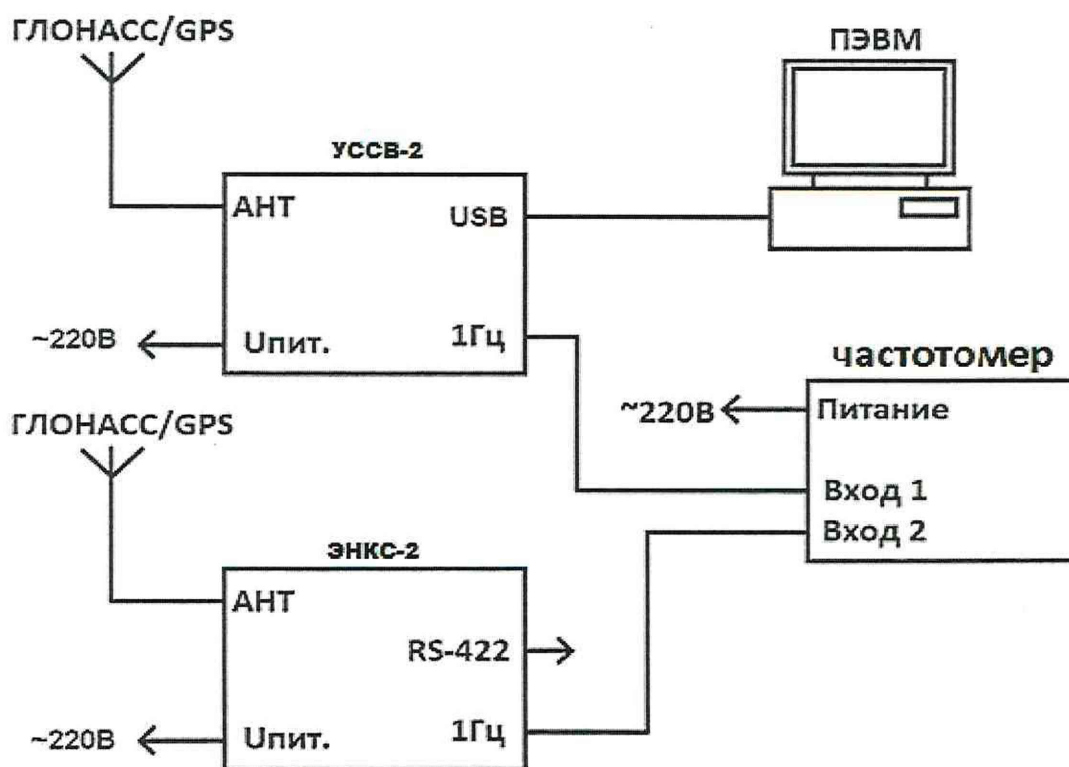 ГЛОНАСС/GPS
ПЭВМ
УССВ-2
АНТ
USB
~220В
Uпит.
1Гц
частотомер
~220В
Питание
ГЛОНАСС/GPS
Вход 1
Вход 2
ЭНКС-2
АНТ
RS-422
~220В
Uпит.
1Гц